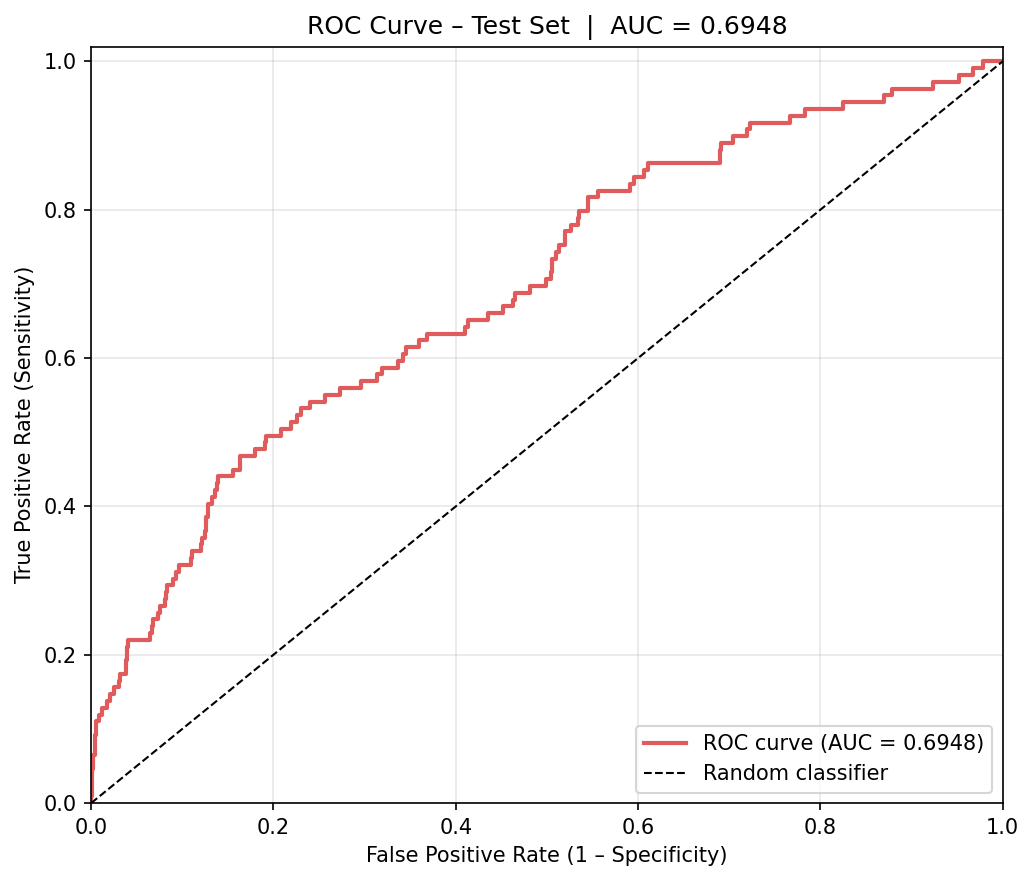 ROC Curve – Test Set | AUC = 0.6948
True Positive Rate (Sensitivity)
1.0
0.8
0.6
0.4
0.2
0.0
ROC curve (AUC = 0.6948)
Random classifier
0.0 0.2 0.4 0.6 0.8 1.0
False Positive Rate (1 – Specificity)